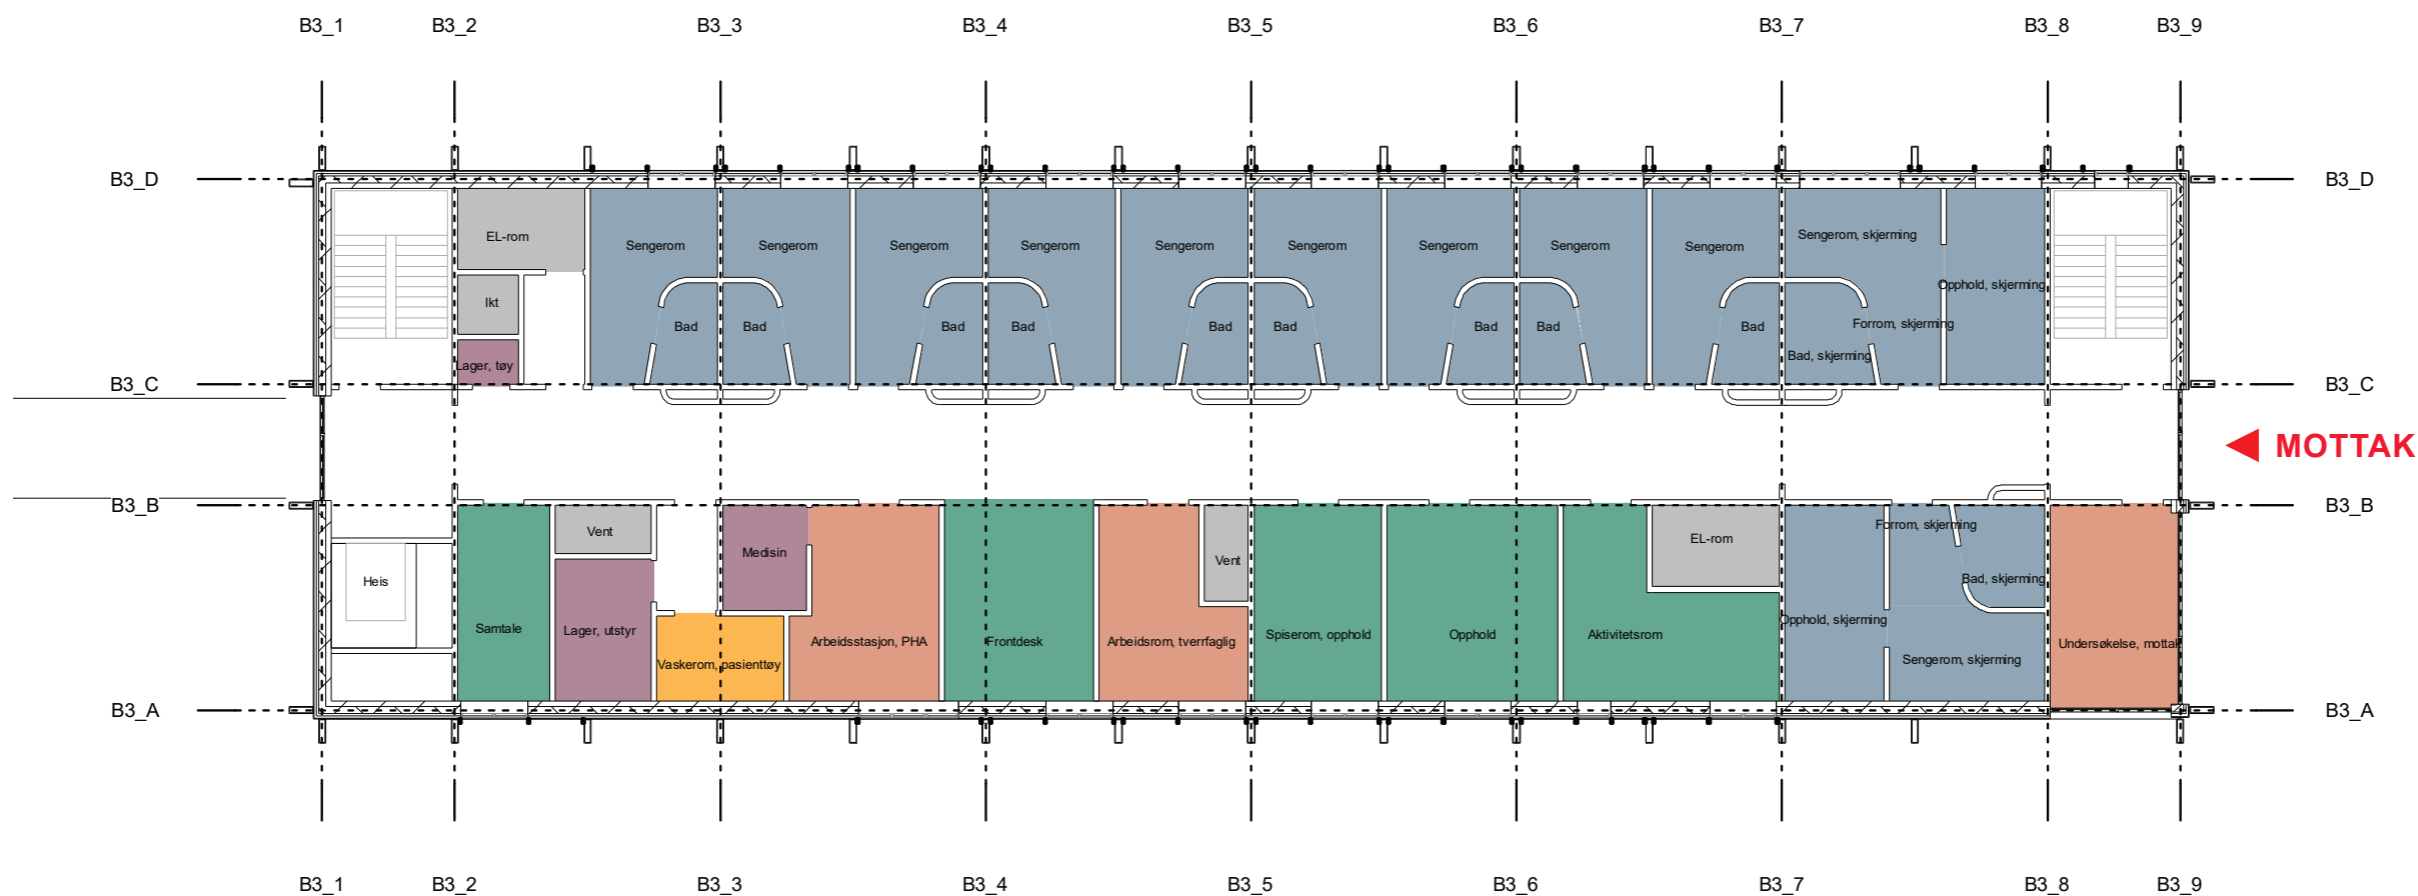 B3_1 B3_2 B3_3 B3_4 B3_5 B3_6 B3_7 B3_8 B3_9
B3_D B3_D
EL-rom Sengerom Sengerom Sengerom Sengerom Sengerom Sengerom Sengerom Sengerom Sengerom Sengerom, skjerming
Opphold, skjerming
Ikt
Bad Bad Bad Bad Bad Bad Bad Bad Bad Forrom, skjerming
Bad, skjerming
Lager, tøy
B3_C B3_C
MOTTAK
B3_B B3_B
Forrom, skjerming
Vent Medisin Vent EL-rom
Heis Bad, skjerming
Samtale Lager, utstyr Arbeidsstasjon, PHA Frontdesk Arbeidsrom, tverrfaglig Spiserom, opphold Opphold Aktivitetsrom Opphold, skjerming Undersøkelse, mottak
Vaskerom, pasienttøy Sengerom, skjerming
B3_A B3_A
B3_1 B3_2 B3_3 B3_4 B3_5 B3_6 B3_7 B3_8 B3_9